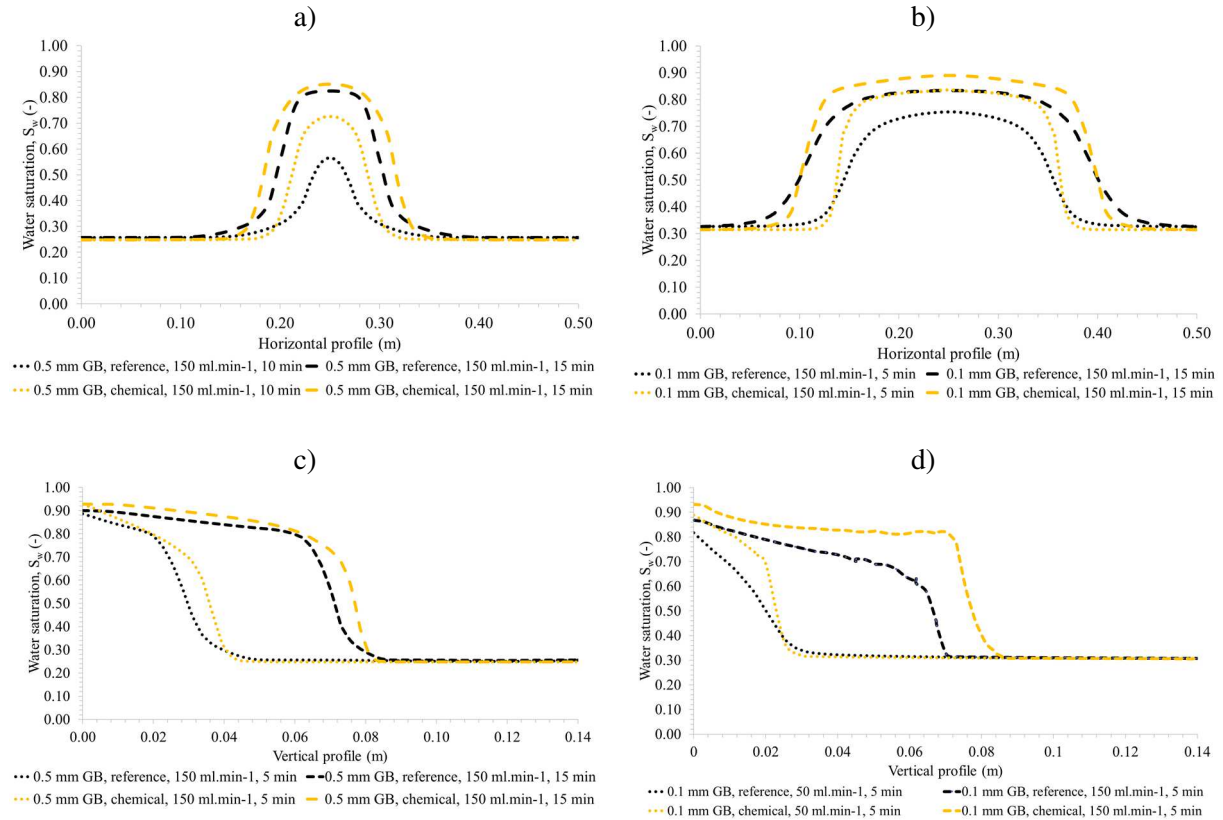 a)
b)
1.00
0.90
0.80
0.70
0.60
0.50
0.40
0.30
0.20
0.10
0.00
Water saturation, Sw (-)
0.00 0.10 0.20 0.30 0.40 0.50
Horizontal profile (m)
0.5 mm GB, reference, 150 ml.min-1, 10 min
0.5 mm GB, reference, 150 ml.min-1, 15 min
0.5 mm GB, chemical, 150 ml.min-1, 10 min
0.5 mm GB, chemical, 150 ml.min-1, 15 min
1.00
0.90
0.80
0.70
0.60
0.50
0.40
0.30
0.20
0.10
0.00
Water saturation, Sw (-)
0.00 0.10 0.20 0.30 0.40 0.50
Horizontal profile (m)
0.1 mm GB, reference, 150 ml.min-1, 5 min
0.1 mm GB, reference, 150 ml.min-1, 15 min
0.1 mm GB, chemical, 150 ml.min-1, 5 min
0.1 mm GB, chemical, 150 ml.min-1, 15 min
c)
d)
1.00
0.90
0.80
0.70
0.60
0.50
0.40
0.30
0.20
0.10
0.00
Water saturation, Sw (-)
0.00 0.02 0.04 0.06 0.08 0.10 0.12 0.14
Vertical profile (m)
0.5 mm GB, reference, 150 ml.min-1, 5 min
0.5 mm GB, reference, 150 ml.min-1, 15 min
0.5 mm GB, chemical, 150 ml.min-1, 5 min
0.5 mm GB, chemical, 150 ml.min-1, 15 min
1.00
0.90
0.80
0.70
0.60
0.50
0.40
0.30
0.20
0.10
0.00
Water saturation, Sw (-)
0 0.02 0.04 0.06 0.08 0.1 0.12 0.14
Vertical profile (m)
0.1 mm GB, reference, 50 ml.min-1, 5 min
0.1 mm GB, reference, 150 ml.min-1, 5 min
0.1 mm GB, chemical, 50 ml.min-1, 5 min
0.1 mm GB, chemical, 150 ml.min-1, 5 min